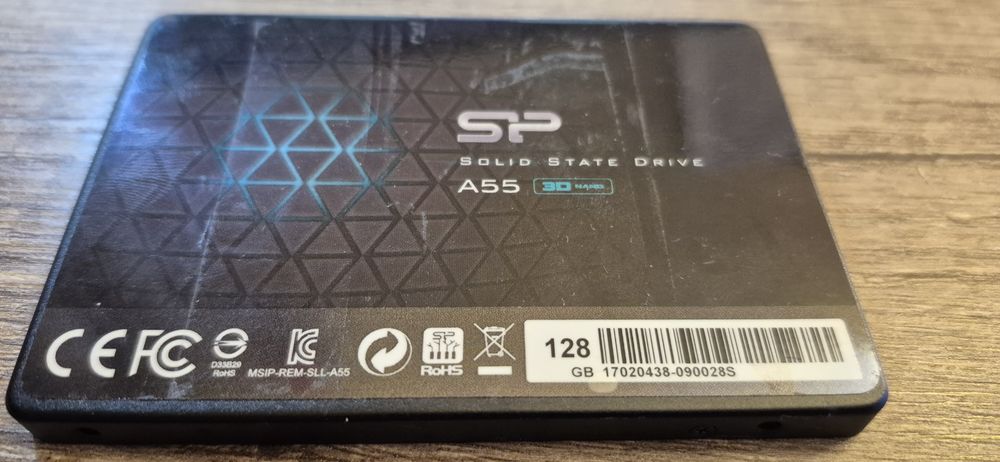 SP
SOLID STATE DRIVE
A55 3D NAND
CE FC D33B29 RoHS MSIP-REM-SLL-A55 SP RoHS 128 GB 17020438-090028S